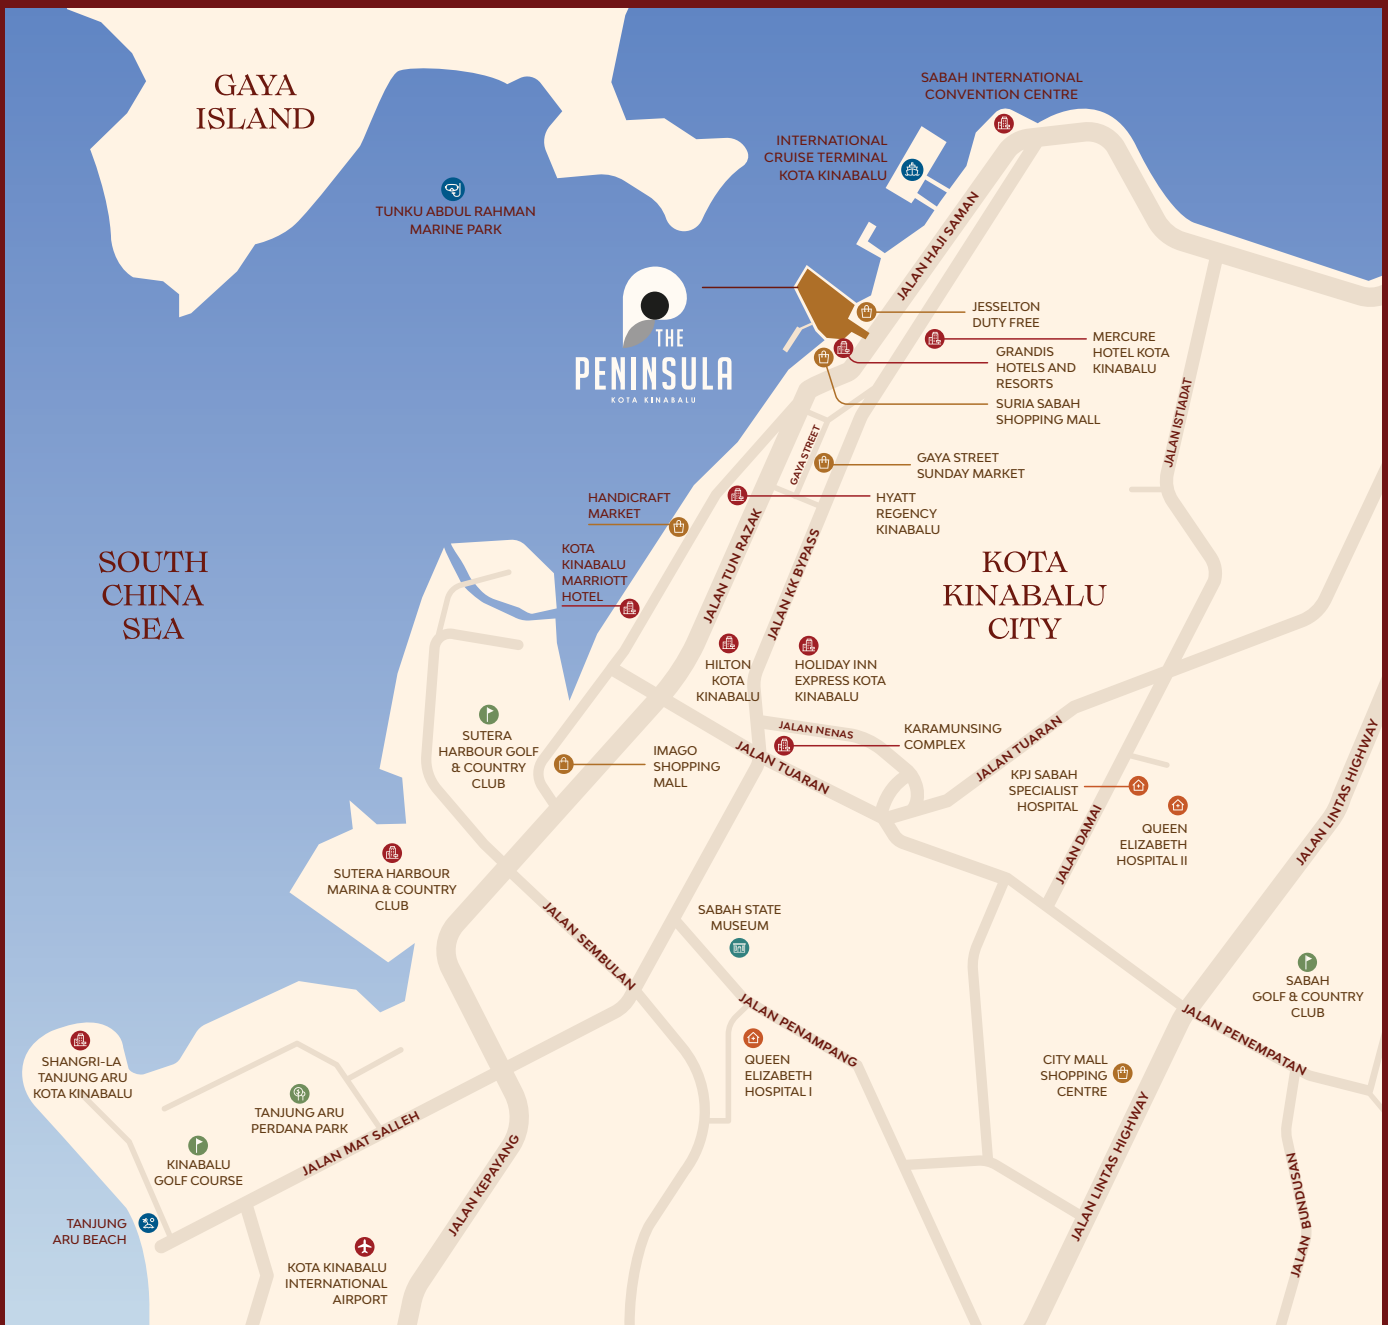 GAYA
ISLAND
SABAH INTERNATIONAL
CONVENTION CENTRE
INTERNATIONAL
CRUISE TERMINAL
KOTA KINABALU
TUNKU ABDUL RAHMAN
MARINE PARK
JALAN HAJI SAMAN
THE
PENINSULA
KOTA KINABALU
JESSELTON
DUTY FREE
MERCURE
HOTEL KOTA
KINABALU
GRANDIS
HOTELS AND
RESORTS
SURIA SABAH
SHOPPING MALL
JALAN ISTIADAT
GAYA STREET
GAYA STREET
SUNDAY MARKET
HANDICRAFT
MARKET
HYATT
REGENCY
KINABALU
KOTA
KINABALU
MARRIOTT
HOTEL
JALAN TUN RAZAK
JALAN KK BYPASS
SOUTH
CHINA
SEA
KOTA
KINABALU
CITY
HILTON
KOTA
KINABALU
HOLIDAY INN
EXPRESS KOTA
KINABALU
SUTERA
HARBOUR GOLF
& COUNTRY
CLUB
IMAGO
SHOPPING
MALL
JALAN NENAS
KARAMUNSING
COMPLEX
JALAN TUARAN
JALAN TUARAN
KPJ SABAH
SPECIALIST
HOSPITAL
JALAN DAMAI
QUEEN
ELIZABETH
HOSPITAL II
JALAN LINTAS HIGHWAY
SUTERA HARBOUR
MARINA & COUNTRY
CLUB
JALAN SEMBULAN
SABAH STATE
MUSEUM
SABAH
GOLF & COUNTRY
CLUB
JALAN PENAMPANG
JALAN PENEMPATAN
SHANGRI-LA
TANJUNG ARU
KOTA KINABALU
QUEEN
ELIZABETH
HOSPITAL I
CITY MALL
SHOPPING
CENTRE
TANJUNG ARU
PERDANA PARK
JALAN MAT SALLEH
KINABALU
GOLF COURSE
JALAN KEPAYANG
JALAN LINTAS HIGHWAY
JALAN BUNDUSAN
TANJUNG
ARU BEACH
KOTA KINABALU
INTERNATIONAL
AIRPORT